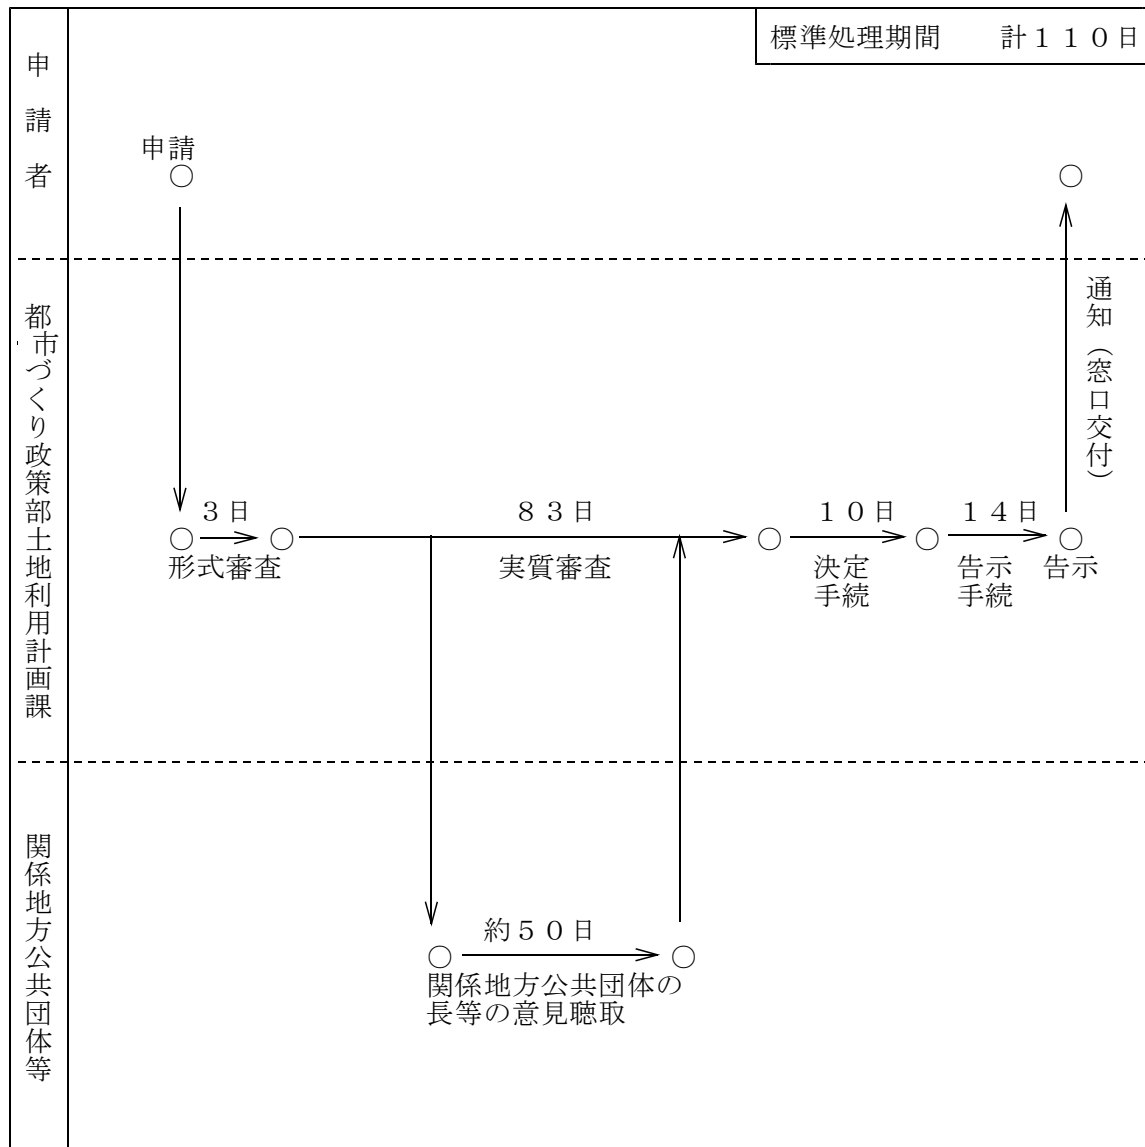 標準処理期間　　計１１０日
申請者
申請
都市づくり政策部土地利用計画課
通知（窓口交付）
３日
８３日
１０日
１４日
形式審査
実質審査
決定
手続
告示
手続
告示
関係地方公共団体等
約５０日
関係地方公共団体の
長等の意見聴取